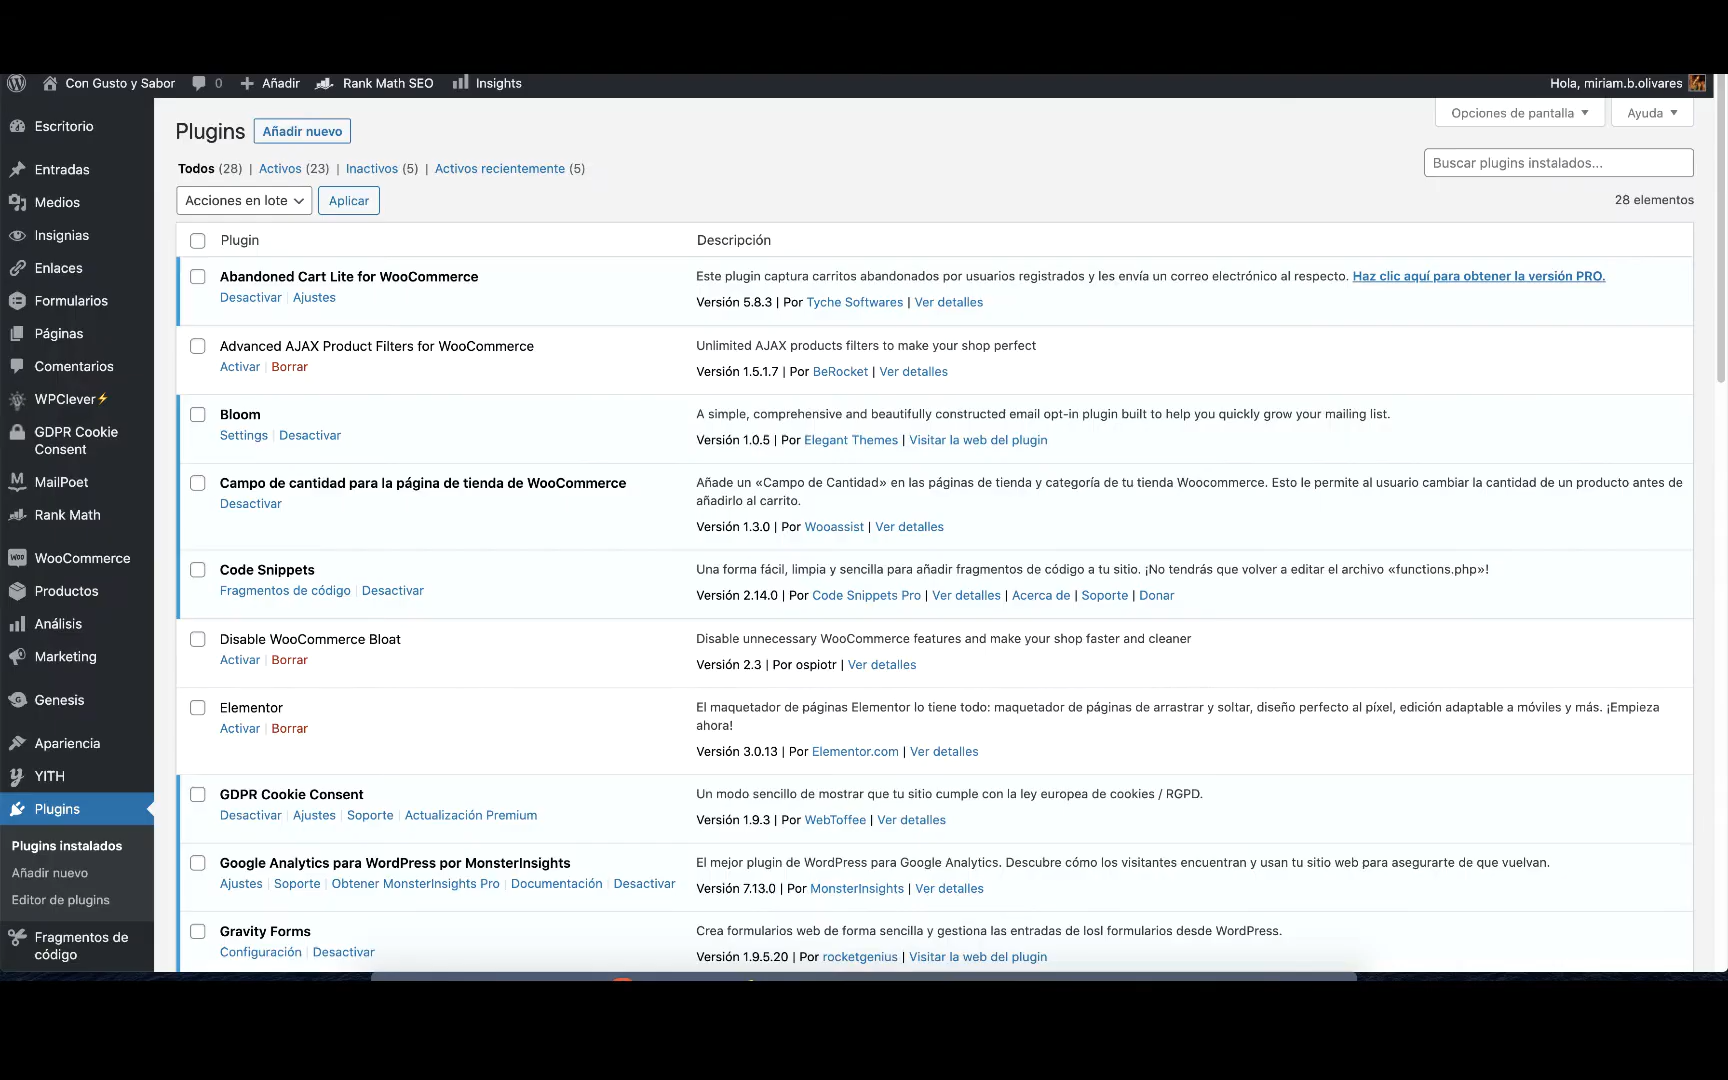 Con Gusto y Sabor 0 Añadir Rank Math SEO Insights Hola, miriam.b.olivares
Escritorio
Entradas
Medios
Insignias
Enlaces
Formularios
Páginas
Comentarios
WPClever⚡
GDPR Cookie
Consent
MailPoet
Rank Math
WooCommerce
Productos
Análisis
Marketing
Genesis
Apariencia
YITH
Plugins
Plugins instalados
Añadir nuevo
Editor de plugins
Fragmentos de
código
Opciones de pantalla Ayuda
Plugins Añadir nuevo
Todos (28) | Activos (23) | Inactivos (5) | Activos recientemente (5)
Buscar plugins instalados...
Acciones en lote Aplicar
28 elementos
Plugin Descripción
Abandoned Cart Lite for WooCommerce
Desactivar | Ajustes
Este plugin captura carritos abandonados por usuarios registrados y les envía un correo electrónico al respecto. Haz clic aquí para obtener la versión PRO.
Versión 5.8.3 | Por Tyche Softwares | Ver detalles
Advanced AJAX Product Filters for WooCommerce
Activar | Borrar
Unlimited AJAX products filters to make your shop perfect
Versión 1.5.1.7 | Por BeRocket | Ver detalles
Bloom
Settings | Desactivar
A simple, comprehensive and beautifully constructed email opt-in plugin built to help you quickly grow your mailing list.
Versión 1.0.5 | Por Elegant Themes | Visitar la web del plugin
Campo de cantidad para la página de tienda de WooCommerce
Desactivar
Añade un «Campo de Cantidad» en las páginas de tienda y categoría de tu tienda Woocommerce. Esto le permite al usuario cambiar la cantidad de un producto antes de
añadirlo al carrito.
Versión 1.3.0 | Por Wooassist | Ver detalles
Code Snippets
Fragmentos de código | Desactivar
Una forma fácil, limpia y sencilla para añadir fragmentos de código a tu sitio. ¡No tendrás que volver a editar el archivo «functions.php»!
Versión 2.14.0 | Por Code Snippets Pro | Ver detalles | Acerca de | Soporte | Donar
Disable WooCommerce Bloat
Activar | Borrar
Disable unnecessary WooCommerce features and make your shop faster and cleaner
Versión 2.3 | Por ospiotr | Ver detalles
Elementor
Activar | Borrar
El maquetador de páginas Elementor lo tiene todo: maquetador de páginas de arrastrar y soltar, diseño perfecto al píxel, edición adaptable a móviles y más. ¡Empieza
ahora!
Versión 3.0.13 | Por Elementor.com | Ver detalles
GDPR Cookie Consent
Desactivar | Ajustes | Soporte | Actualización Premium
Un modo sencillo de mostrar que tu sitio cumple con la ley europea de cookies / RGPD.
Versión 1.9.3 | Por WebToffee | Ver detalles
Google Analytics para WordPress por MonsterInsights
Ajustes | Soporte | Obtener MonsterInsights Pro | Documentación | Desactivar
El mejor plugin de WordPress para Google Analytics. Descubre cómo los visitantes encuentran y usan tu sitio web para asegurarte de que vuelvan.
Versión 7.13.0 | Por MonsterInsights | Ver detalles
Gravity Forms
Configuración | Desactivar
Crea formularios web de forma sencilla y gestiona las entradas de losl formularios desde WordPress.
Versión 1.9.5.20 | Por rocketgenius | Visitar la web del plugin